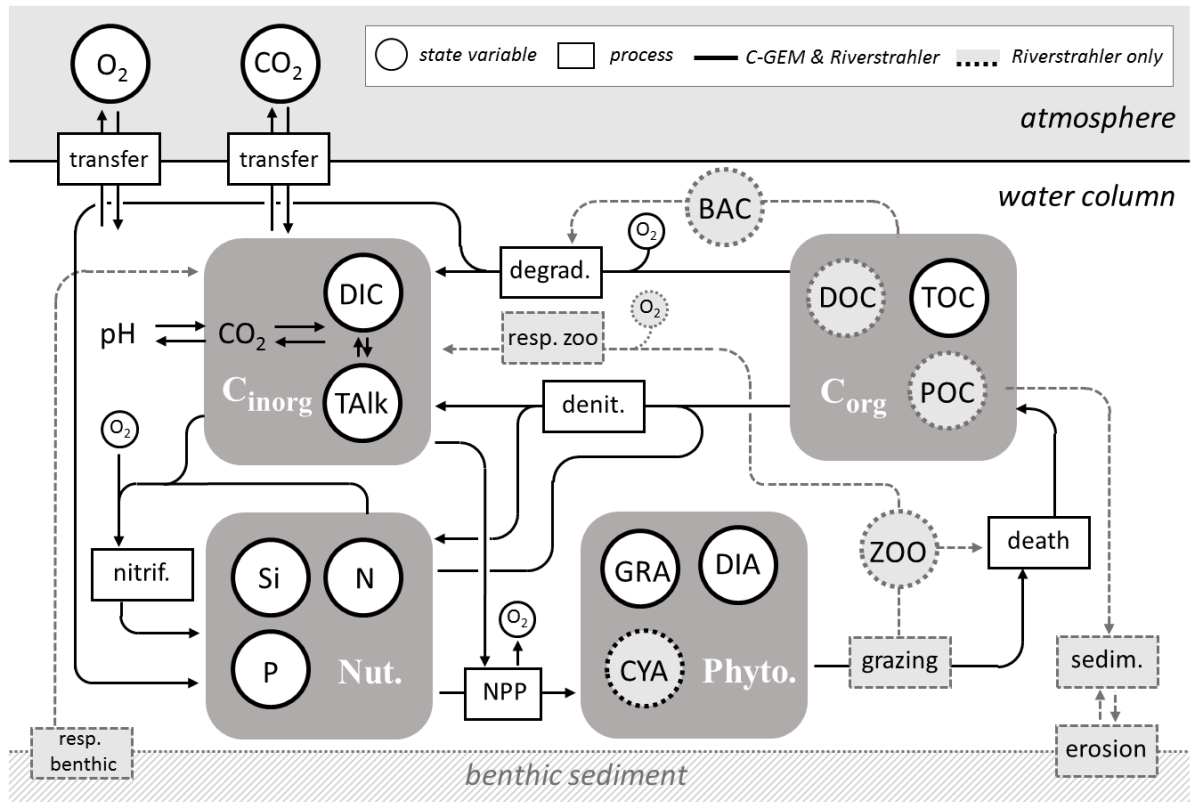 O2
CO2
state variable
process
C-GEM & Riverstrahler
Riverstrahler only
atmosphere
transfer
transfer
water column
BAC
O2
degrad.
DIC
DOC
TOC
O2
resp. zoo
pH
CO2
Cinorg
TAlk
denit.
Corg
POC
O2
nitrif.
Si
N
P
Nut.
O2
NPP
GRA
DIA
CYA
Phyto.
ZOO
death
grazing
sedim.
erosion
resp.
benthic
benthic sediment